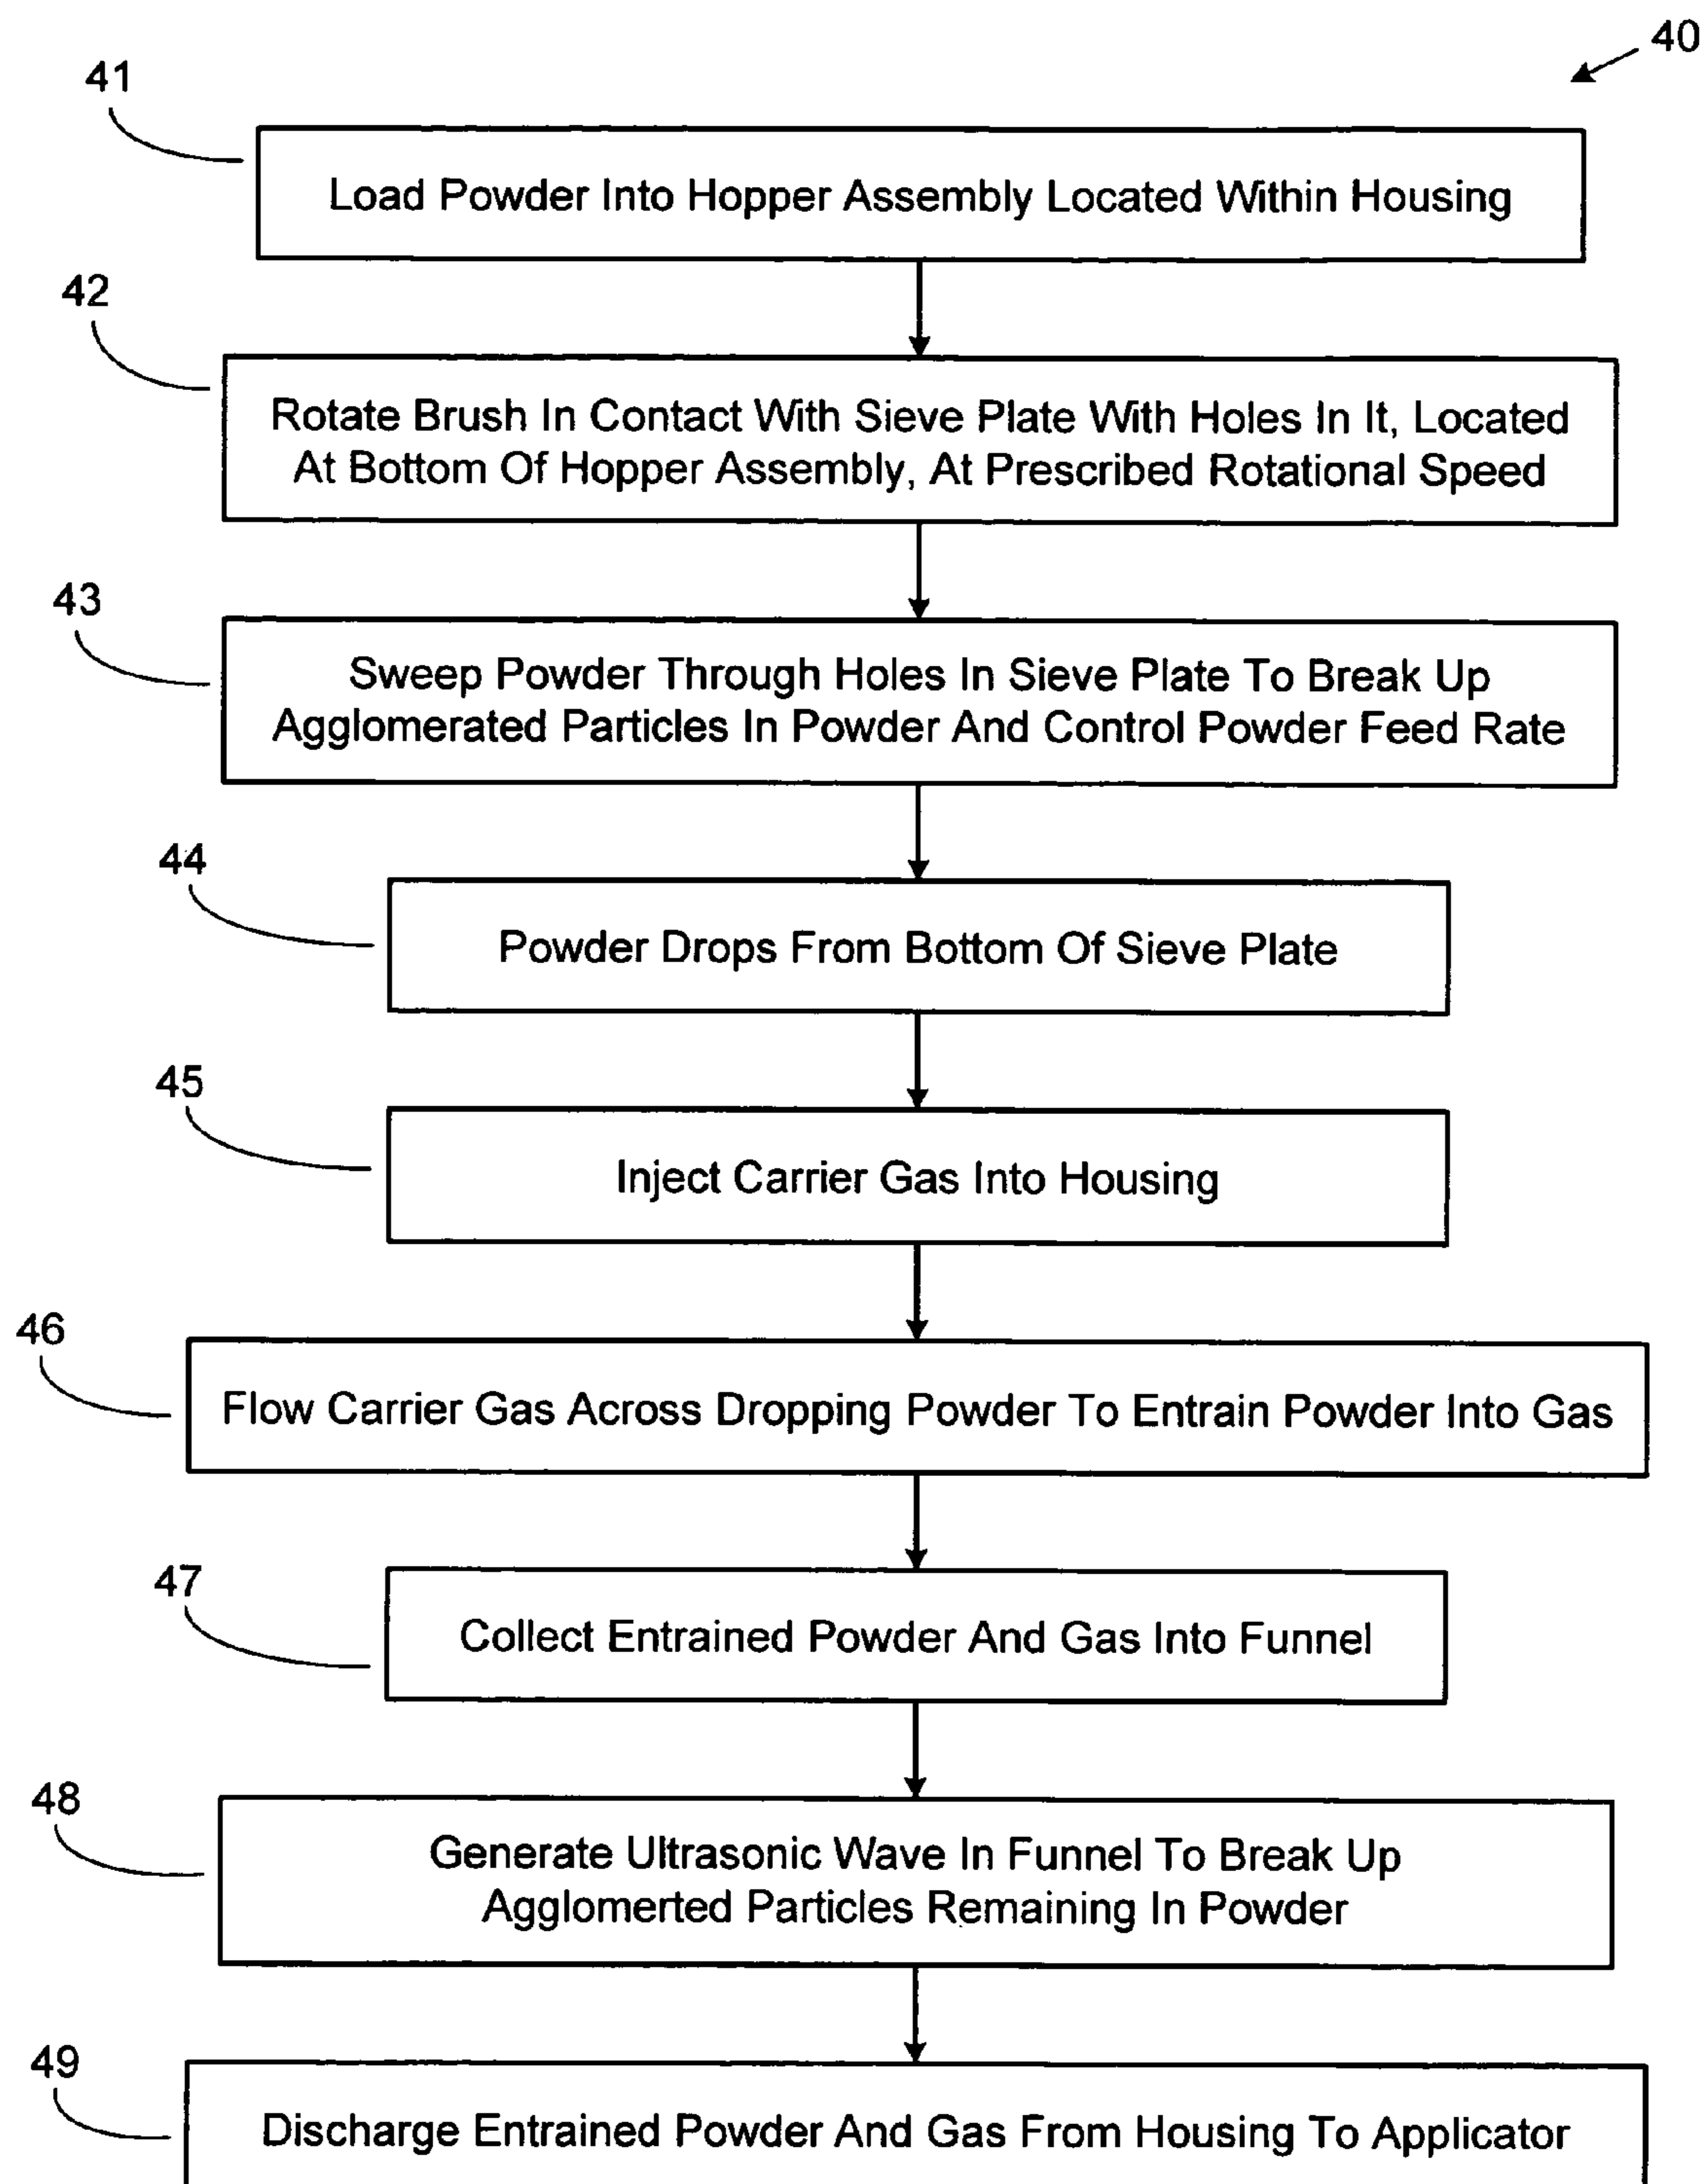 40
41
Load Powder Into Hopper Assembly Located Within Housing
42
Rotate Brush In Contact With Sieve Plate With Holes In It, Located
At Bottom Of Hopper Assembly, At Prescribed Rotational Speed
43
Sweep Powder Through Holes In Sieve Plate To Break Up
Agglomerated Particles In Powder And Control Powder Feed Rate
44
Powder Drops From Bottom Of Sieve Plate
45
Inject Carrier Gas Into Housing
46
Flow Carrier Gas Across Dropping Powder To Entrain Powder Into Gas
47
Collect Entrained Powder And Gas Into Funnel
48
Generate Ultrasonic Wave In Funnel To Break Up
Agglomerted Particles Remaining In Powder
49
Discharge Entrained Powder And Gas From Housing To Applicator